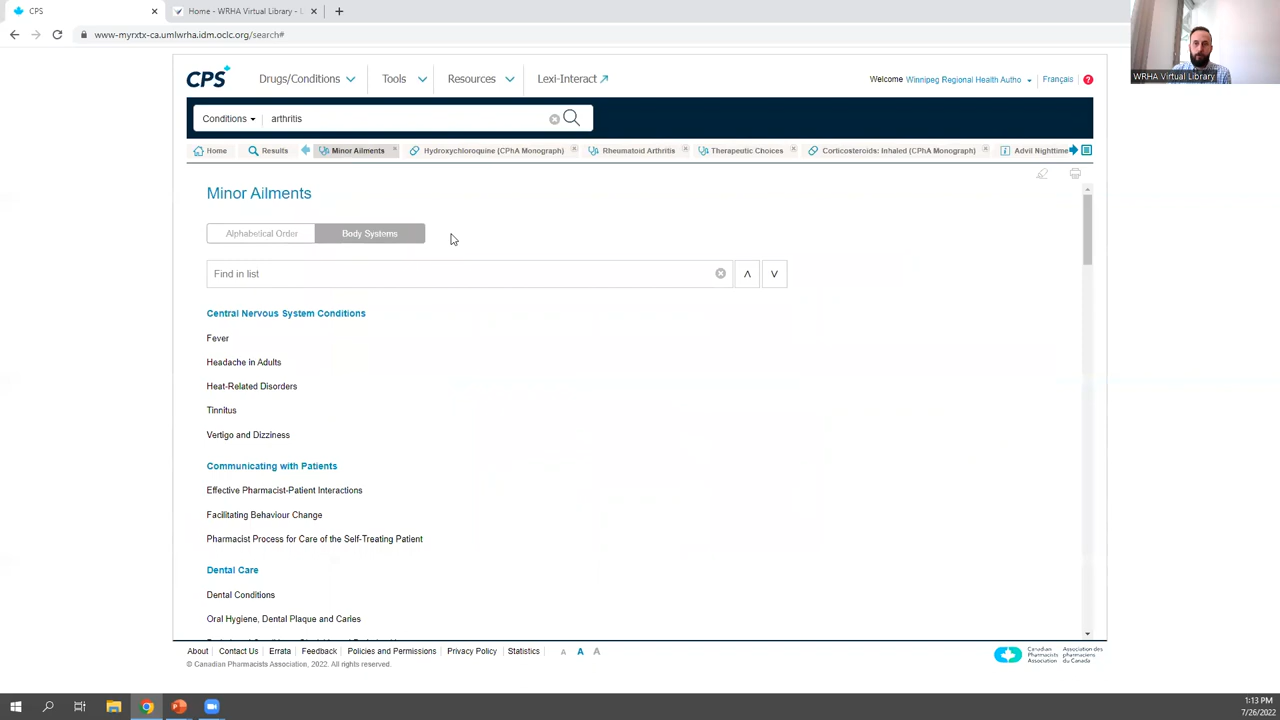 CPS
Home - WRHA Virtual Library - L
www-myrxtx-ca.umlwrha.idm.oclc.org/search#
WRHA Virtual Library
CPS
Drugs/Conditions
Tools
Resources
Lexi-Interact
Welcome Winnipeg Regional Health Autho
Français
?
Conditions
arthritis
Home
Results
Minor Ailments
Hydroxychloroquine (CPhA Monograph)
Rheumatoid Arthritis
Therapeutic Choices
Corticosteroids: Inhaled (CPhA Monograph)
Advil Nighttime
Minor Ailments
Alphabetical Order
Body Systems
Find in list
Central Nervous System Conditions
Fever
Headache in Adults
Heat-Related Disorders
Tinnitus
Vertigo and Dizziness
Communicating with Patients
Effective Pharmacist-Patient Interactions
Facilitating Behaviour Change
Pharmacist Process for Care of the Self-Treating Patient
Dental Care
Dental Conditions
Oral Hygiene, Dental Plaque and Caries
About
Contact Us
Errata
Feedback
Policies and Permissions
Privacy Policy
Statistics
A A A
© Canadian Pharmacists Association, 2022. All rights reserved.
Canadian Pharmacists Association
Association des pharmaciens du Canada
1:13 PM
7/26/2022